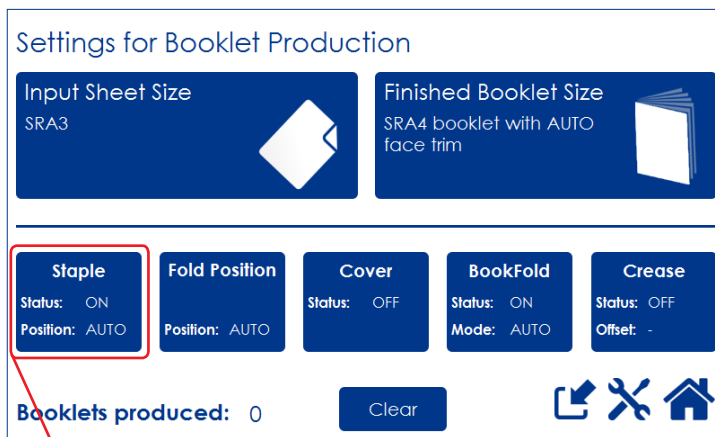 Settings for Booklet Production
Input Sheet Size
SRA3
Finished Booklet Size
SRA4 booklet with AUTO
face trim
Staple
Status: ON
Position: AUTO
Fold Position
Position: AUTO
Cover
Status: OFF
BookFold
Status: ON
Mode: AUTO
Crease
Status: OFF
Offset: -
Booklets produced: 0
Clear